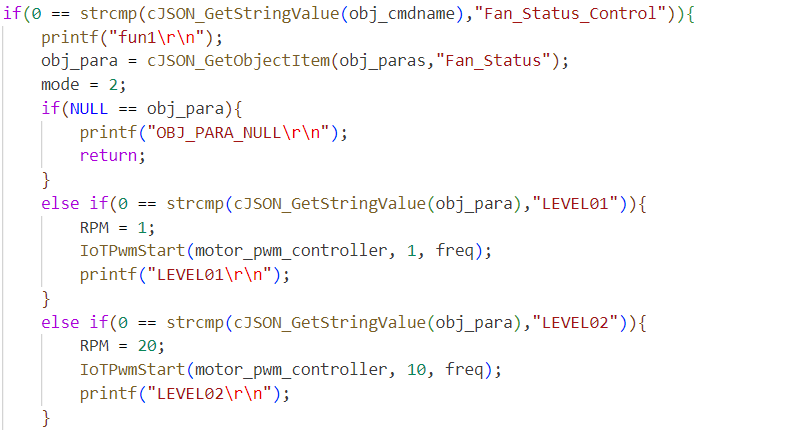 if(0 == strcmp(cJSON_GetStringValue(obj_cmdname),"Fan_Status_Control")){
    printf("fun1\r\n");
    obj_para = cJSON_GetObjectItem(obj_paras,"Fan_Status");
    mode = 2;
    if(NULL == obj_para){
        printf("OBJ_PARA_NULL\r\n");
        return;
    }
    else if(0 == strcmp(cJSON_GetStringValue(obj_para),"LEVEL01")){
        RPM = 1;
        IoTPwmStart(motor_pwm_controller, 1, freq);
        printf("LEVEL01\r\n");
    }
    else if(0 == strcmp(cJSON_GetStringValue(obj_para),"LEVEL02")){
        RPM = 20;
        IoTPwmStart(motor_pwm_controller, 10, freq);
        printf("LEVEL02\r\n");
    }